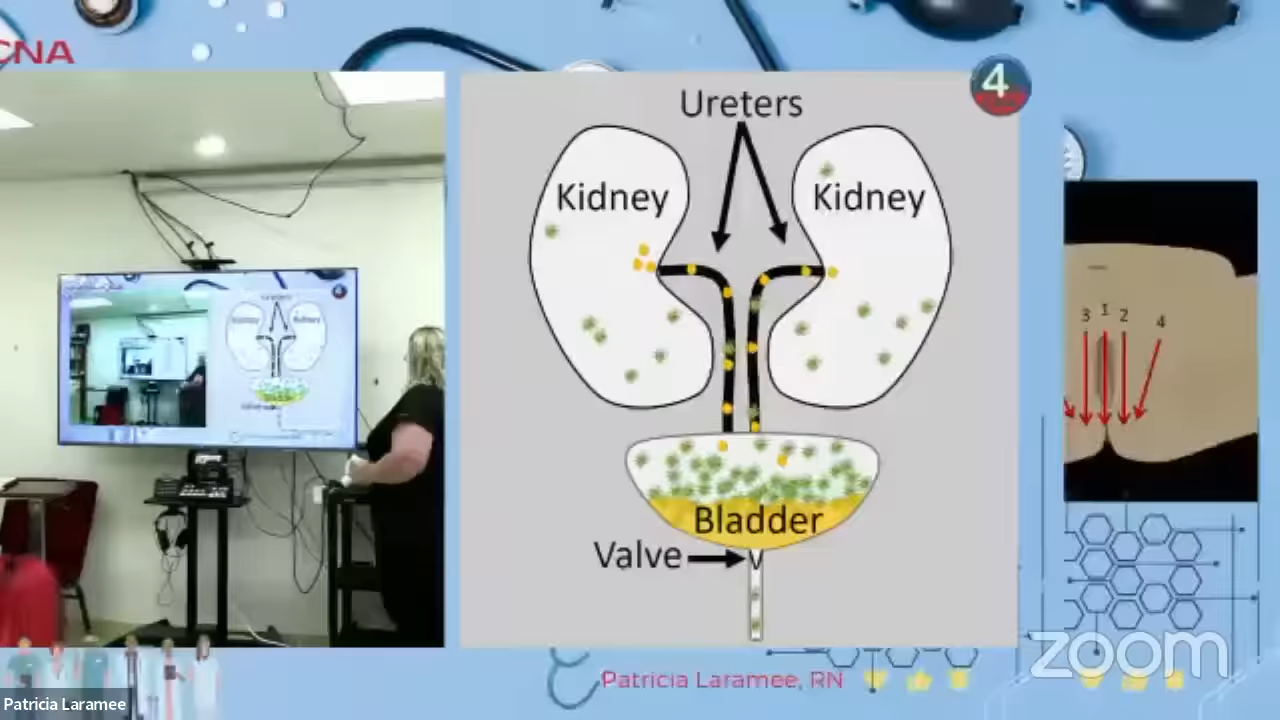 CNA
4
Ureters
Kidney
Kidney
Bladder
Valve
3 1 2 4
zoom
Patricia Laramee, RN
Patricia Laramee